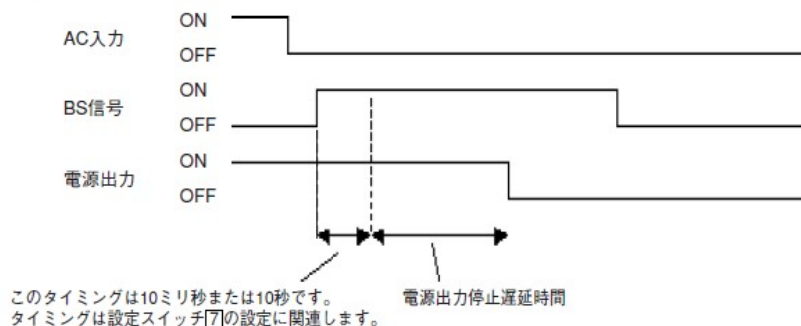 AC入力
ON
OFF
BS信号
ON
OFF
電源出力
ON
OFF
このタイミングは10ミリ秒または10秒です。
タイミングは設定スイッチ7の設定に関連します。
電源出力停止遅延時間